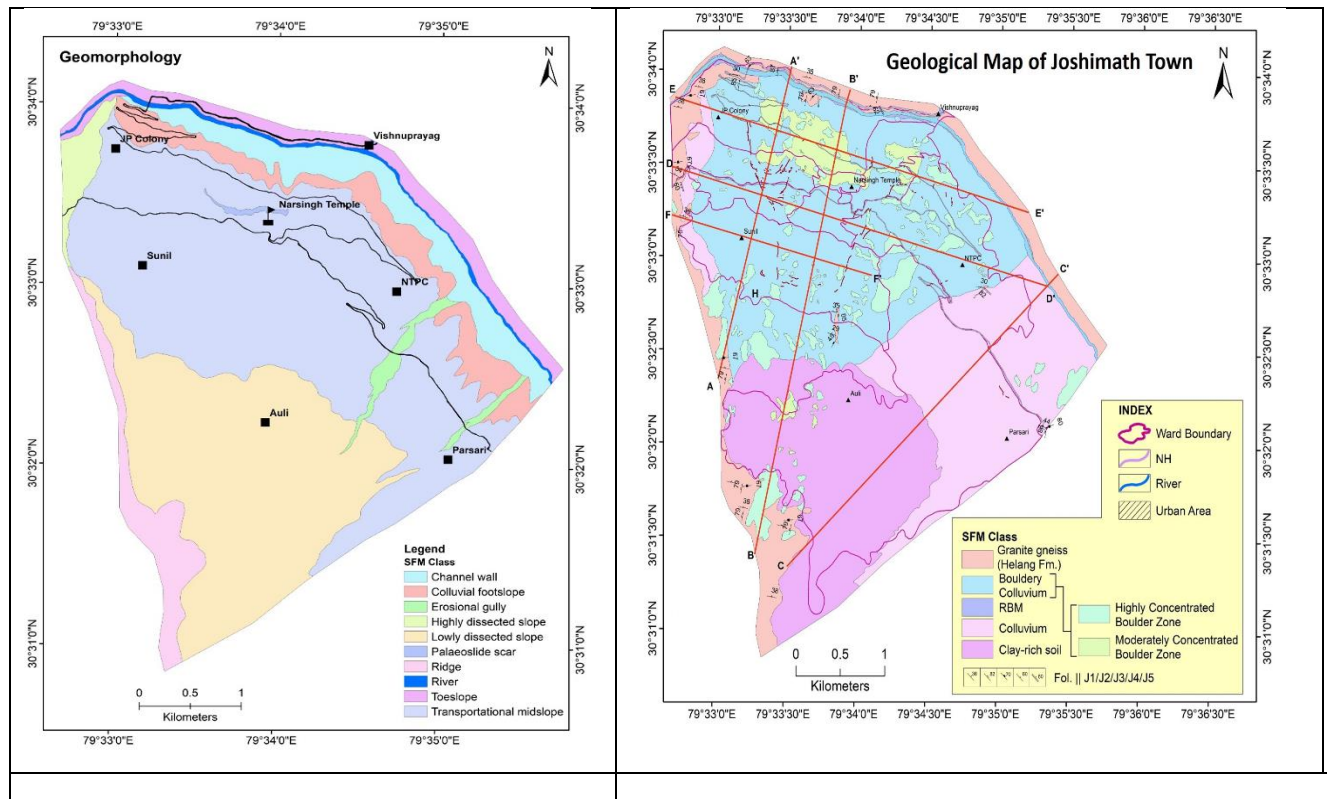 79°33'0"E 79°34'0"E 79°35'0"E
Geomorphology
N
30°34'0"N
30°33'0"N
30°32'0"N
30°31'0"N
30°34'0"N
30°33'0"N
30°32'0"N
30°31'0"N
JP Colony
Vishnuprayag
Narsingh Temple
Sunil
NTPC
Auli
Parsari
Legend
SFM Class
Channel wall
Colluvial footslope
Erosional gully
Highly dissected slope
Lowly dissected slope
Palaeoslide scar
Ridge
River
Toeslope
Transportational midslope
0 0.5 1
Kilometers
79°33'0"E 79°34'0"E 79°35'0"E
79°33'0"E 79°33'30"E 79°34'0"E 79°34'30"E 79°35'0"E 79°35'30"E 79°36'0"E 79°36'30"E
Geological Map of Joshimath Town
N
30°34'0"N
30°33'30"N
30°33'0"N
30°32'30"N
30°32'0"N
30°31'30"N
30°31'0"N
30°34'0"N
30°33'30"N
30°33'0"N
30°32'30"N
30°32'0"N
30°31'30"N
30°31'0"N
A'
B'
E
JP Colony
Vishnuprayag
D
Narsingh Temple
F
E'
Sunil
NTPC
C'
F'
D'
H
A
Auli
Parsari
B
C
INDEX
Ward Boundary
NH
River
Urban Area
SFM Class
Granite gneiss
(Helang Fm.)
Bouldery
Colluvium
RBM
Colluvium
Clay-rich soil
Highly Concentrated
Boulder Zone
Moderately Concentrated
Boulder Zone
Fol. || J1/J2/J3/J4/J5
0 0.5 1
Kilometers
79°33'0"E 79°33'30"E 79°34'0"E 79°34'30"E 79°35'0"E 79°35'30"E 79°36'0"E 79°36'30"E